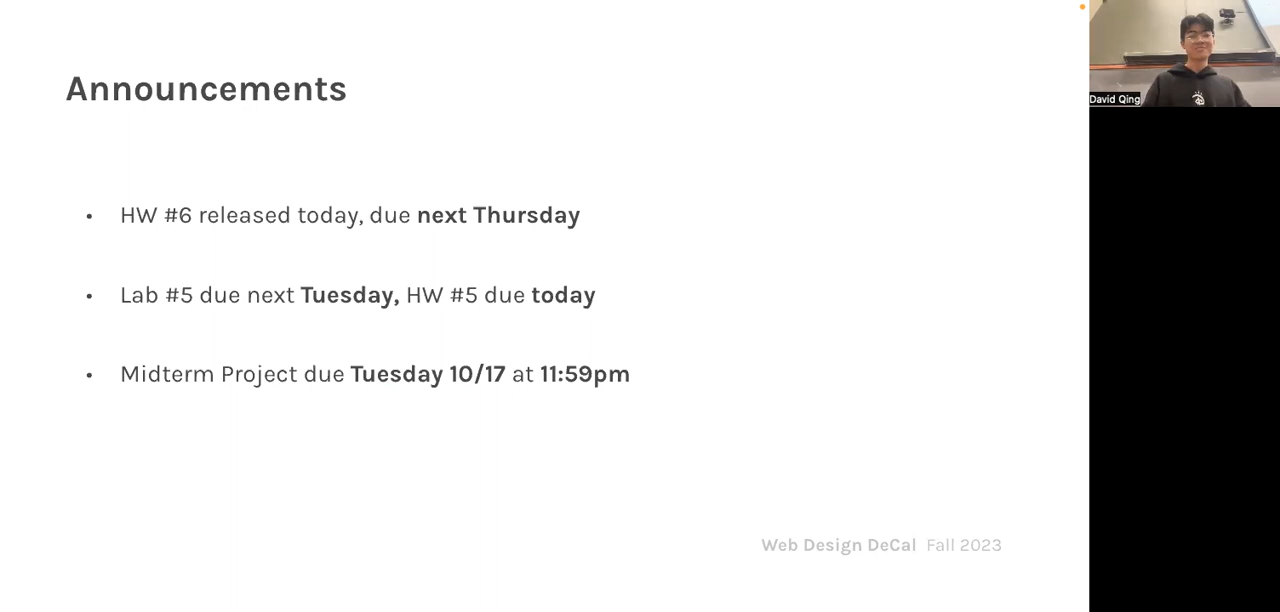 Announcements
• HW #6 released today, due next Thursday
• Lab #5 due next Tuesday, HW #5 due today
• Midterm Project due Tuesday 10/17 at 11:59pm
Web Design DeCal Fall 2023
David Qing